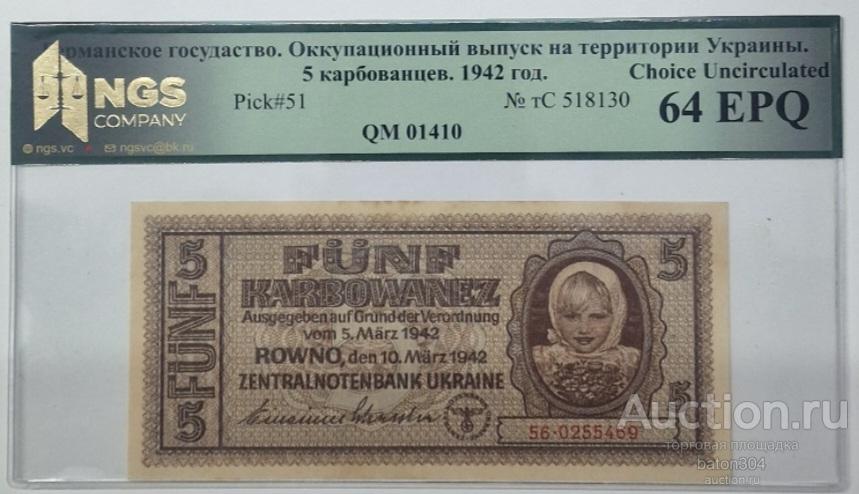 ерманское госудаство. Оккупационный выпуск на территории Украины.
5 карбованцев. 1942 год.
Choice Uncirculated
NGS
COMPANY
Pick#51
№ тС 518130
64 EPQ
QM 01410
ngs.vc
ngsvc@bk.ru
5 FÜNF 5
FÜNF
KARBOWANEZ
Ausgegeben auf Grund der Verordnung
vom 5. März 1942
ROWNO, den 10. März 1942
ZENTRALNOTENBANK UKRAINE
5
5
56·0255469
Auction.ru
торговая площадка
baton304
auction.ru